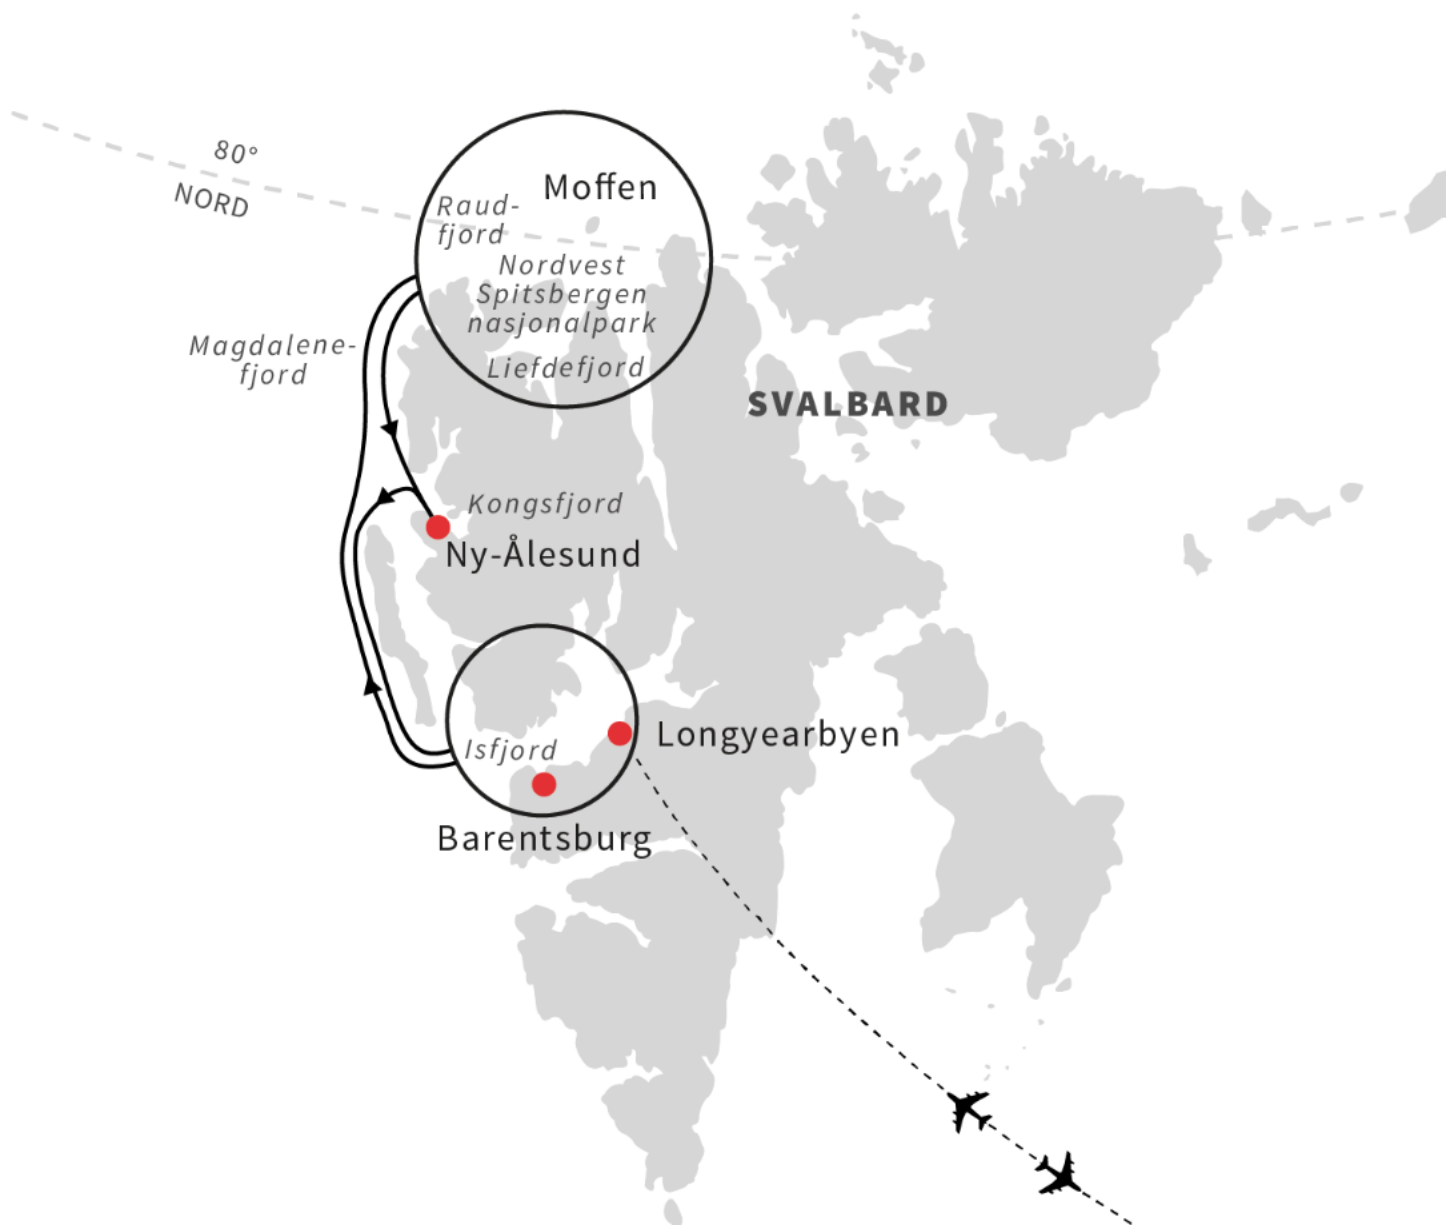 80°
NORD
Moffen
Raud-
fjord
Nordvest
Spitsbergen
nasjonalpark
Magdalene-
fjord
Liefdefjord
SVALBARD
Kongsfjord
Ny-Ålesund
Longyearbyen
Isfjord
Barentsburg